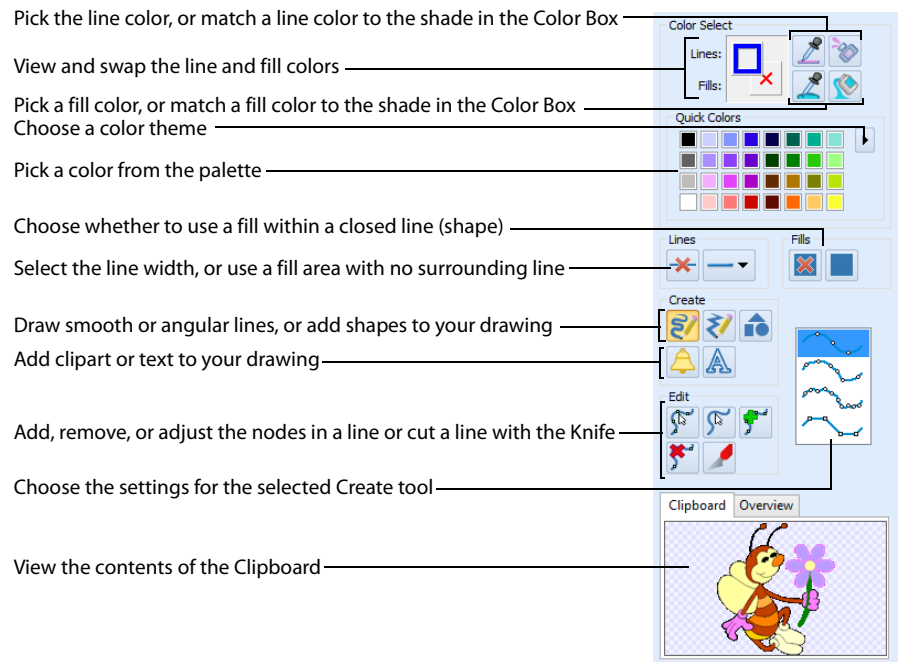 Pick the line color, or match a line color to the shade in the Color Box
Color Select
Lines:
View and swap the line and fill colors
Fills:
Pick a fill color, or match a fill color to the shade in the Color Box
Quick Colors
Choose a color theme
Pick a color from the palette
Choose whether to use a fill within a closed line (shape)
Lines
Fills
Select the line width, or use a fill area with no surrounding line
Create
Draw smooth or angular lines, or add shapes to your drawing
Add clipart or text to your drawing
Edit
Add, remove, or adjust the nodes in a line or cut a line with the Knife
Choose the settings for the selected Create tool
Clipboard Overview
View the contents of the Clipboard